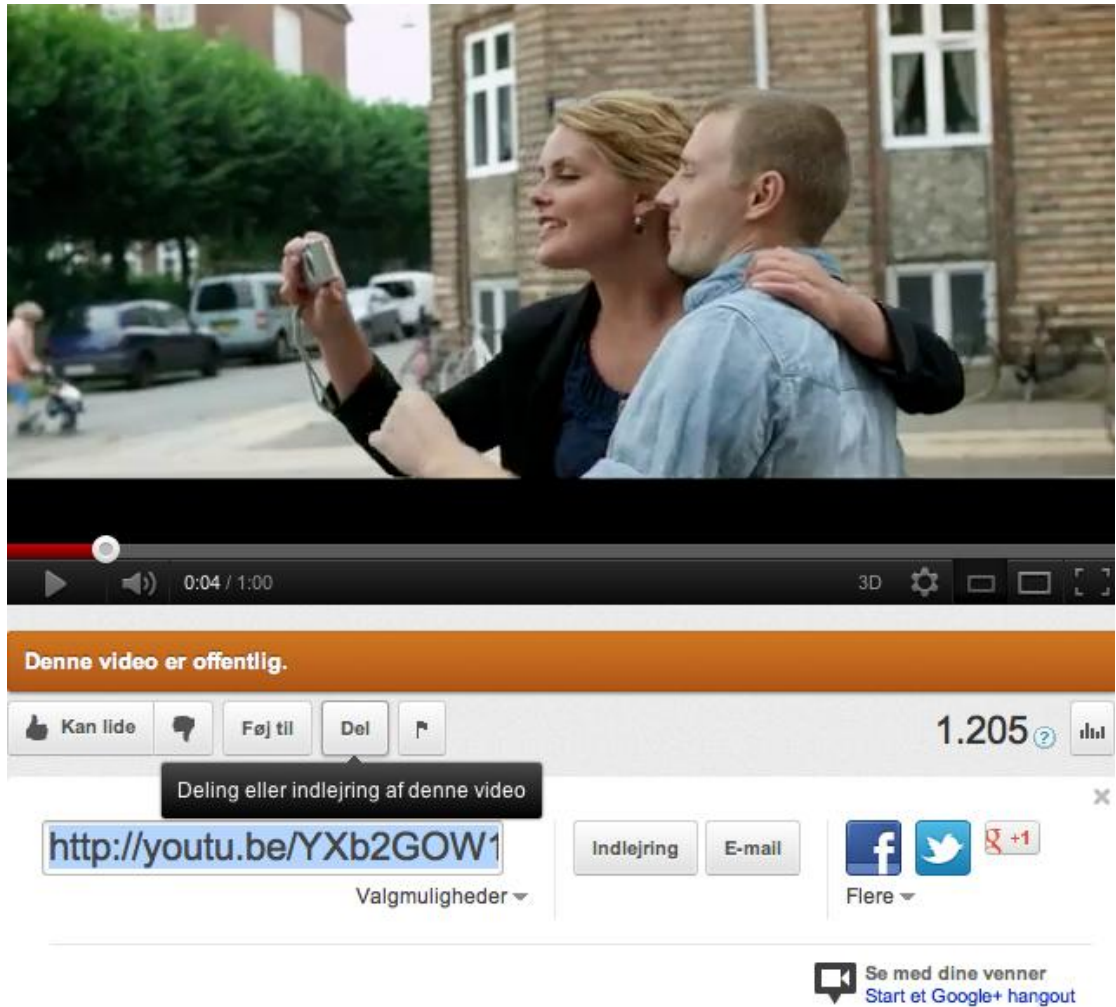 0:04 / 1:00 3D
Denne video er offentlig.
Kan lide Føj til Del 1.205 ?
Deling eller indlejring af denne video
http://youtu.be/YXb2GOW1
Indlejring E-mail f g +1
Valgmuligheder Flere
Se med dine venner
Start et Google+ hangout